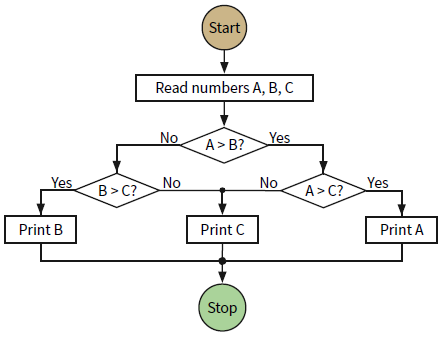 Start
Read numbers A, B, C
No
A > B?
Yes
Yes
B > C?
No
No
A > C?
Yes
Print B
Print C
Print A
Stop